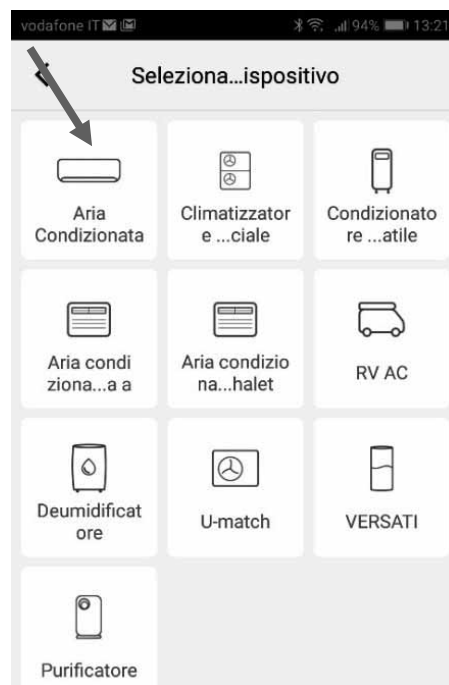 vodafone IT 94% 13:21
Seleziona...ispositivo
Aria
Condizionata
Climatizzator
e ...ciale
Condizionato
re ...atile
Aria condi
ziona...a a
Aria condizio
na...halet
RV AC
Deumidificat
ore
U-match
VERSATI
Purificatore